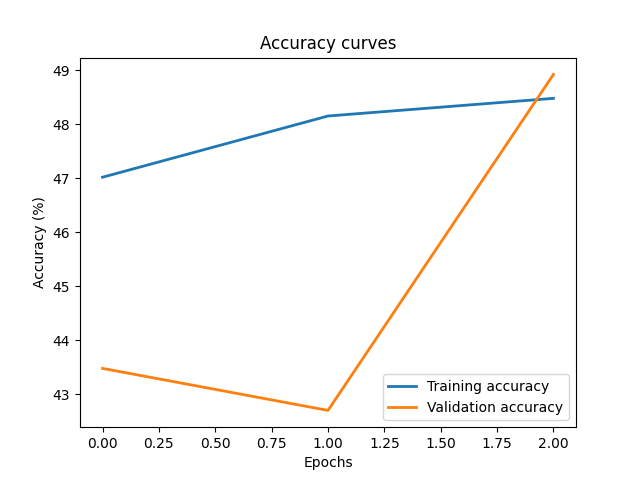 Accuracy curves
Accuracy (%)
49
48
47
46
45
44
43
Training accuracy
Validation accuracy
0.00 0.25 0.50 0.75 1.00 1.25 1.50 1.75 2.00
Epochs